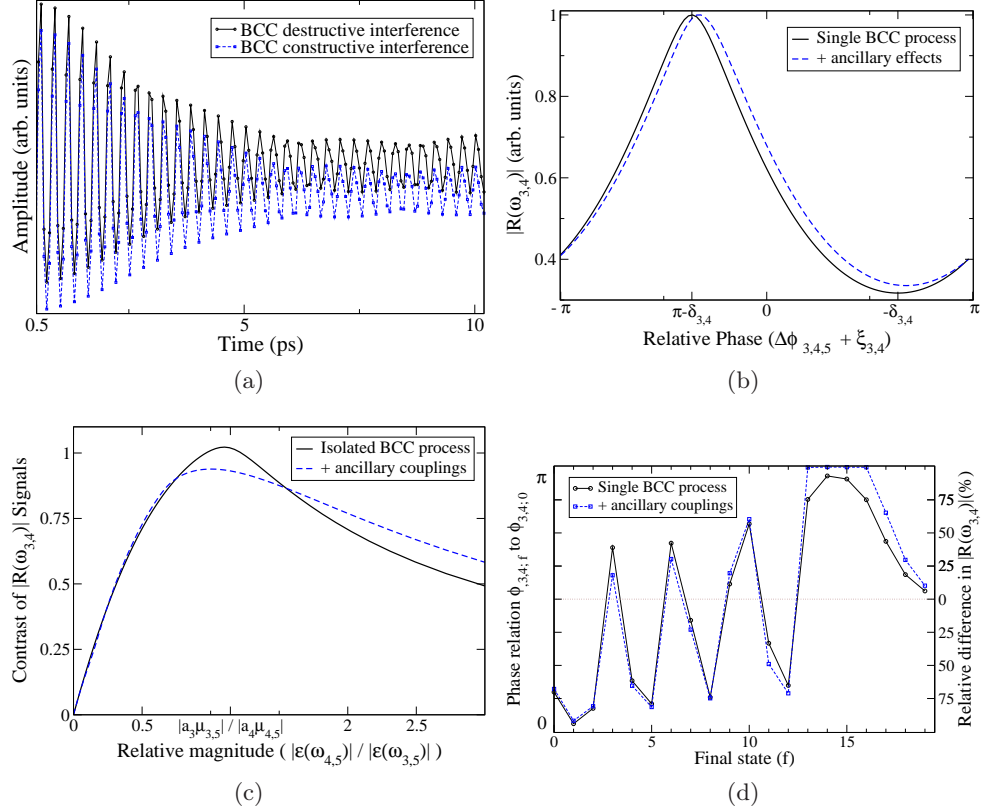 BCC destructive interference
BCC constructive interference
Amplitude (arb. units)
0.5
5
10
Time (ps)
(a)
Single BCC process
+ ancillary effects
|R(ω3,4)| (arb. units)
1
0.8
0.6
0.4
- π
π-δ3,4
0
-δ3,4
π
Relative Phase (Δϕ 3,4,5 + ξ3,4)
(b)
Isolated BCC process
+ ancillary couplings
Contrast of |R(ω3,4)| Signals
1
0.75
0.5
0.25
0
0
0.5
|a3μ3,5| / |a4μ4,5|
2
2.5
Relative magnitude ( |ε(ω4,5)| / |ε(ω3,5)| )
(c)
Single BCC process
+ ancillary couplings
Phase relation ϕ,3,4; f to ϕ3,4; 0
π
0
75
50
25
0
25
50
75
Relative difference in |R(ω3,4)|(%)
0
5
10
15
Final state (f)
(d)